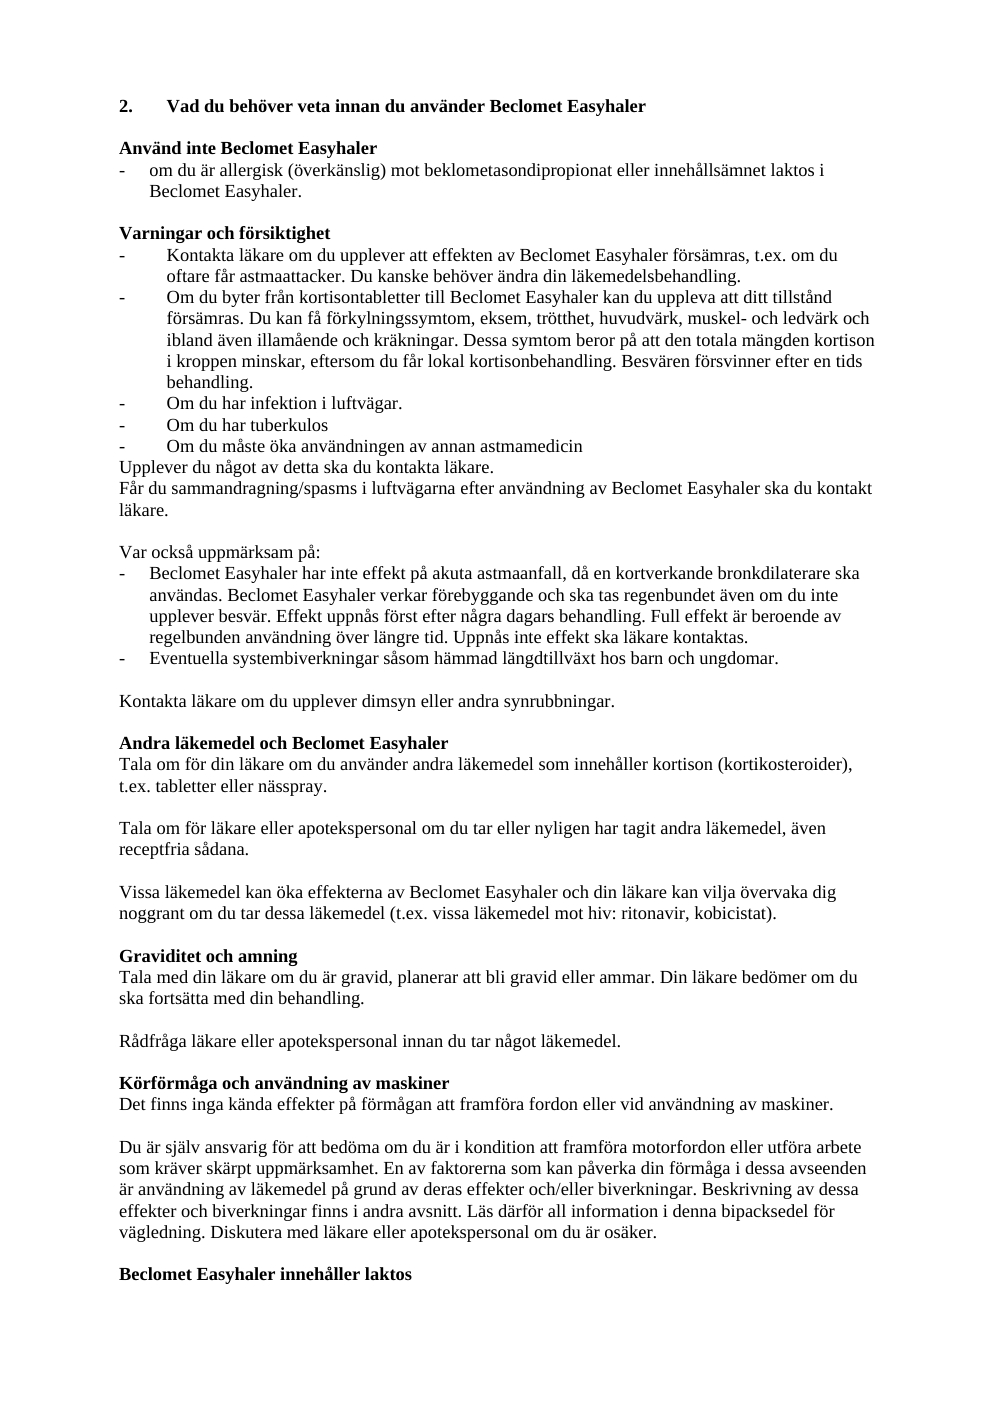 2. Vad du behöver veta innan du använder Beclomet Easyhaler
Använd inte Beclomet Easyhaler
- om du är allergisk (överkänslig) mot beklometasondipropionat eller innehållsämnet laktos i
Beclomet Easyhaler.
Varningar och försiktighet
- Kontakta läkare om du upplever att effekten av Beclomet Easyhaler försämras, t.ex. om du
oftare får astmaattacker. Du kanske behöver ändra din läkemedelsbehandling.
- Om du byter från kortisontabletter till Beclomet Easyhaler kan du uppleva att ditt tillstånd
försämras. Du kan få förkylningssymtom, eksem, trötthet, huvudvärk, muskel- och ledvärk och
ibland även illamående och kräkningar. Dessa symtom beror på att den totala mängden kortison
i kroppen minskar, eftersom du får lokal kortisonbehandling. Besvären försvinner efter en tids
behandling.
- Om du har infektion i luftvägar.
- Om du har tuberkulos
- Om du måste öka användningen av annan astmamedicin
Upplever du något av detta ska du kontakta läkare.
Får du sammandragning/spasms i luftvägarna efter användning av Beclomet Easyhaler ska du kontakt
läkare.
Var också uppmärksam på:
- Beclomet Easyhaler har inte effekt på akuta astmaanfall, då en kortverkande bronkdilaterare ska
användas. Beclomet Easyhaler verkar förebyggande och ska tas regenbundet även om du inte
upplever besvär. Effekt uppnås först efter några dagars behandling. Full effekt är beroende av
regelbunden användning över längre tid. Uppnås inte effekt ska läkare kontaktas.
- Eventuella systembiverkningar såsom hämmad längdtillväxt hos barn och ungdomar.
Kontakta läkare om du upplever dimsyn eller andra synrubbningar.
Andra läkemedel och Beclomet Easyhaler
Tala om för din läkare om du använder andra läkemedel som innehåller kortison (kortikosteroider),
t.ex. tabletter eller nässpray.
Tala om för läkare eller apotekspersonal om du tar eller nyligen har tagit andra läkemedel, även
receptfria sådana.
Vissa läkemedel kan öka effekterna av Beclomet Easyhaler och din läkare kan vilja övervaka dig
noggrant om du tar dessa läkemedel (t.ex. vissa läkemedel mot hiv: ritonavir, kobicistat).
Graviditet och amning
Tala med din läkare om du är gravid, planerar att bli gravid eller ammar. Din läkare bedömer om du
ska fortsätta med din behandling.
Rådfråga läkare eller apotekspersonal innan du tar något läkemedel.
Körförmåga och användning av maskiner
Det finns inga kända effekter på förmågan att framföra fordon eller vid användning av maskiner.
Du är själv ansvarig för att bedöma om du är i kondition att framföra motorfordon eller utföra arbete
som kräver skärpt uppmärksamhet. En av faktorerna som kan påverka din förmåga i dessa avseenden
är användning av läkemedel på grund av deras effekter och/eller biverkningar. Beskrivning av dessa
effekter och biverkningar finns i andra avsnitt. Läs därför all information i denna bipacksedel för
vägledning. Diskutera med läkare eller apotekspersonal om du är osäker.
Beclomet Easyhaler innehåller laktos